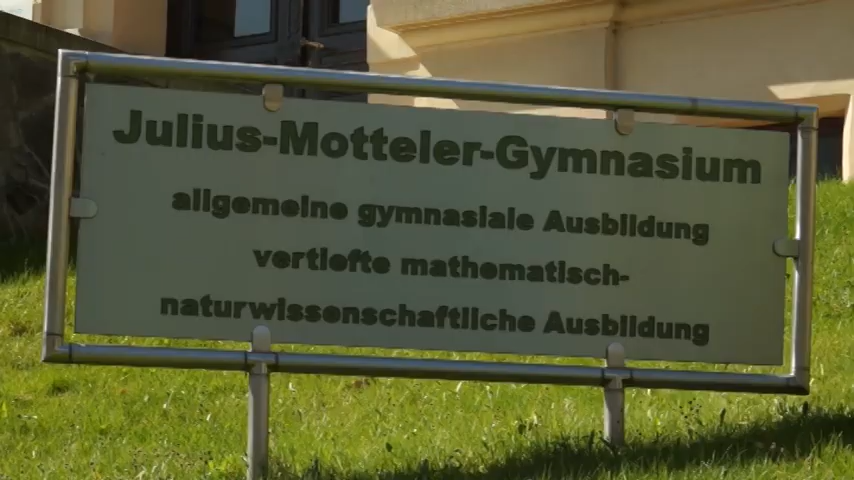 Julius-Motteler-Gymnasium
allgemeine gymnasiale Ausbildung
vertiefte mathematisch-
naturwissenschaftliche Ausbildung